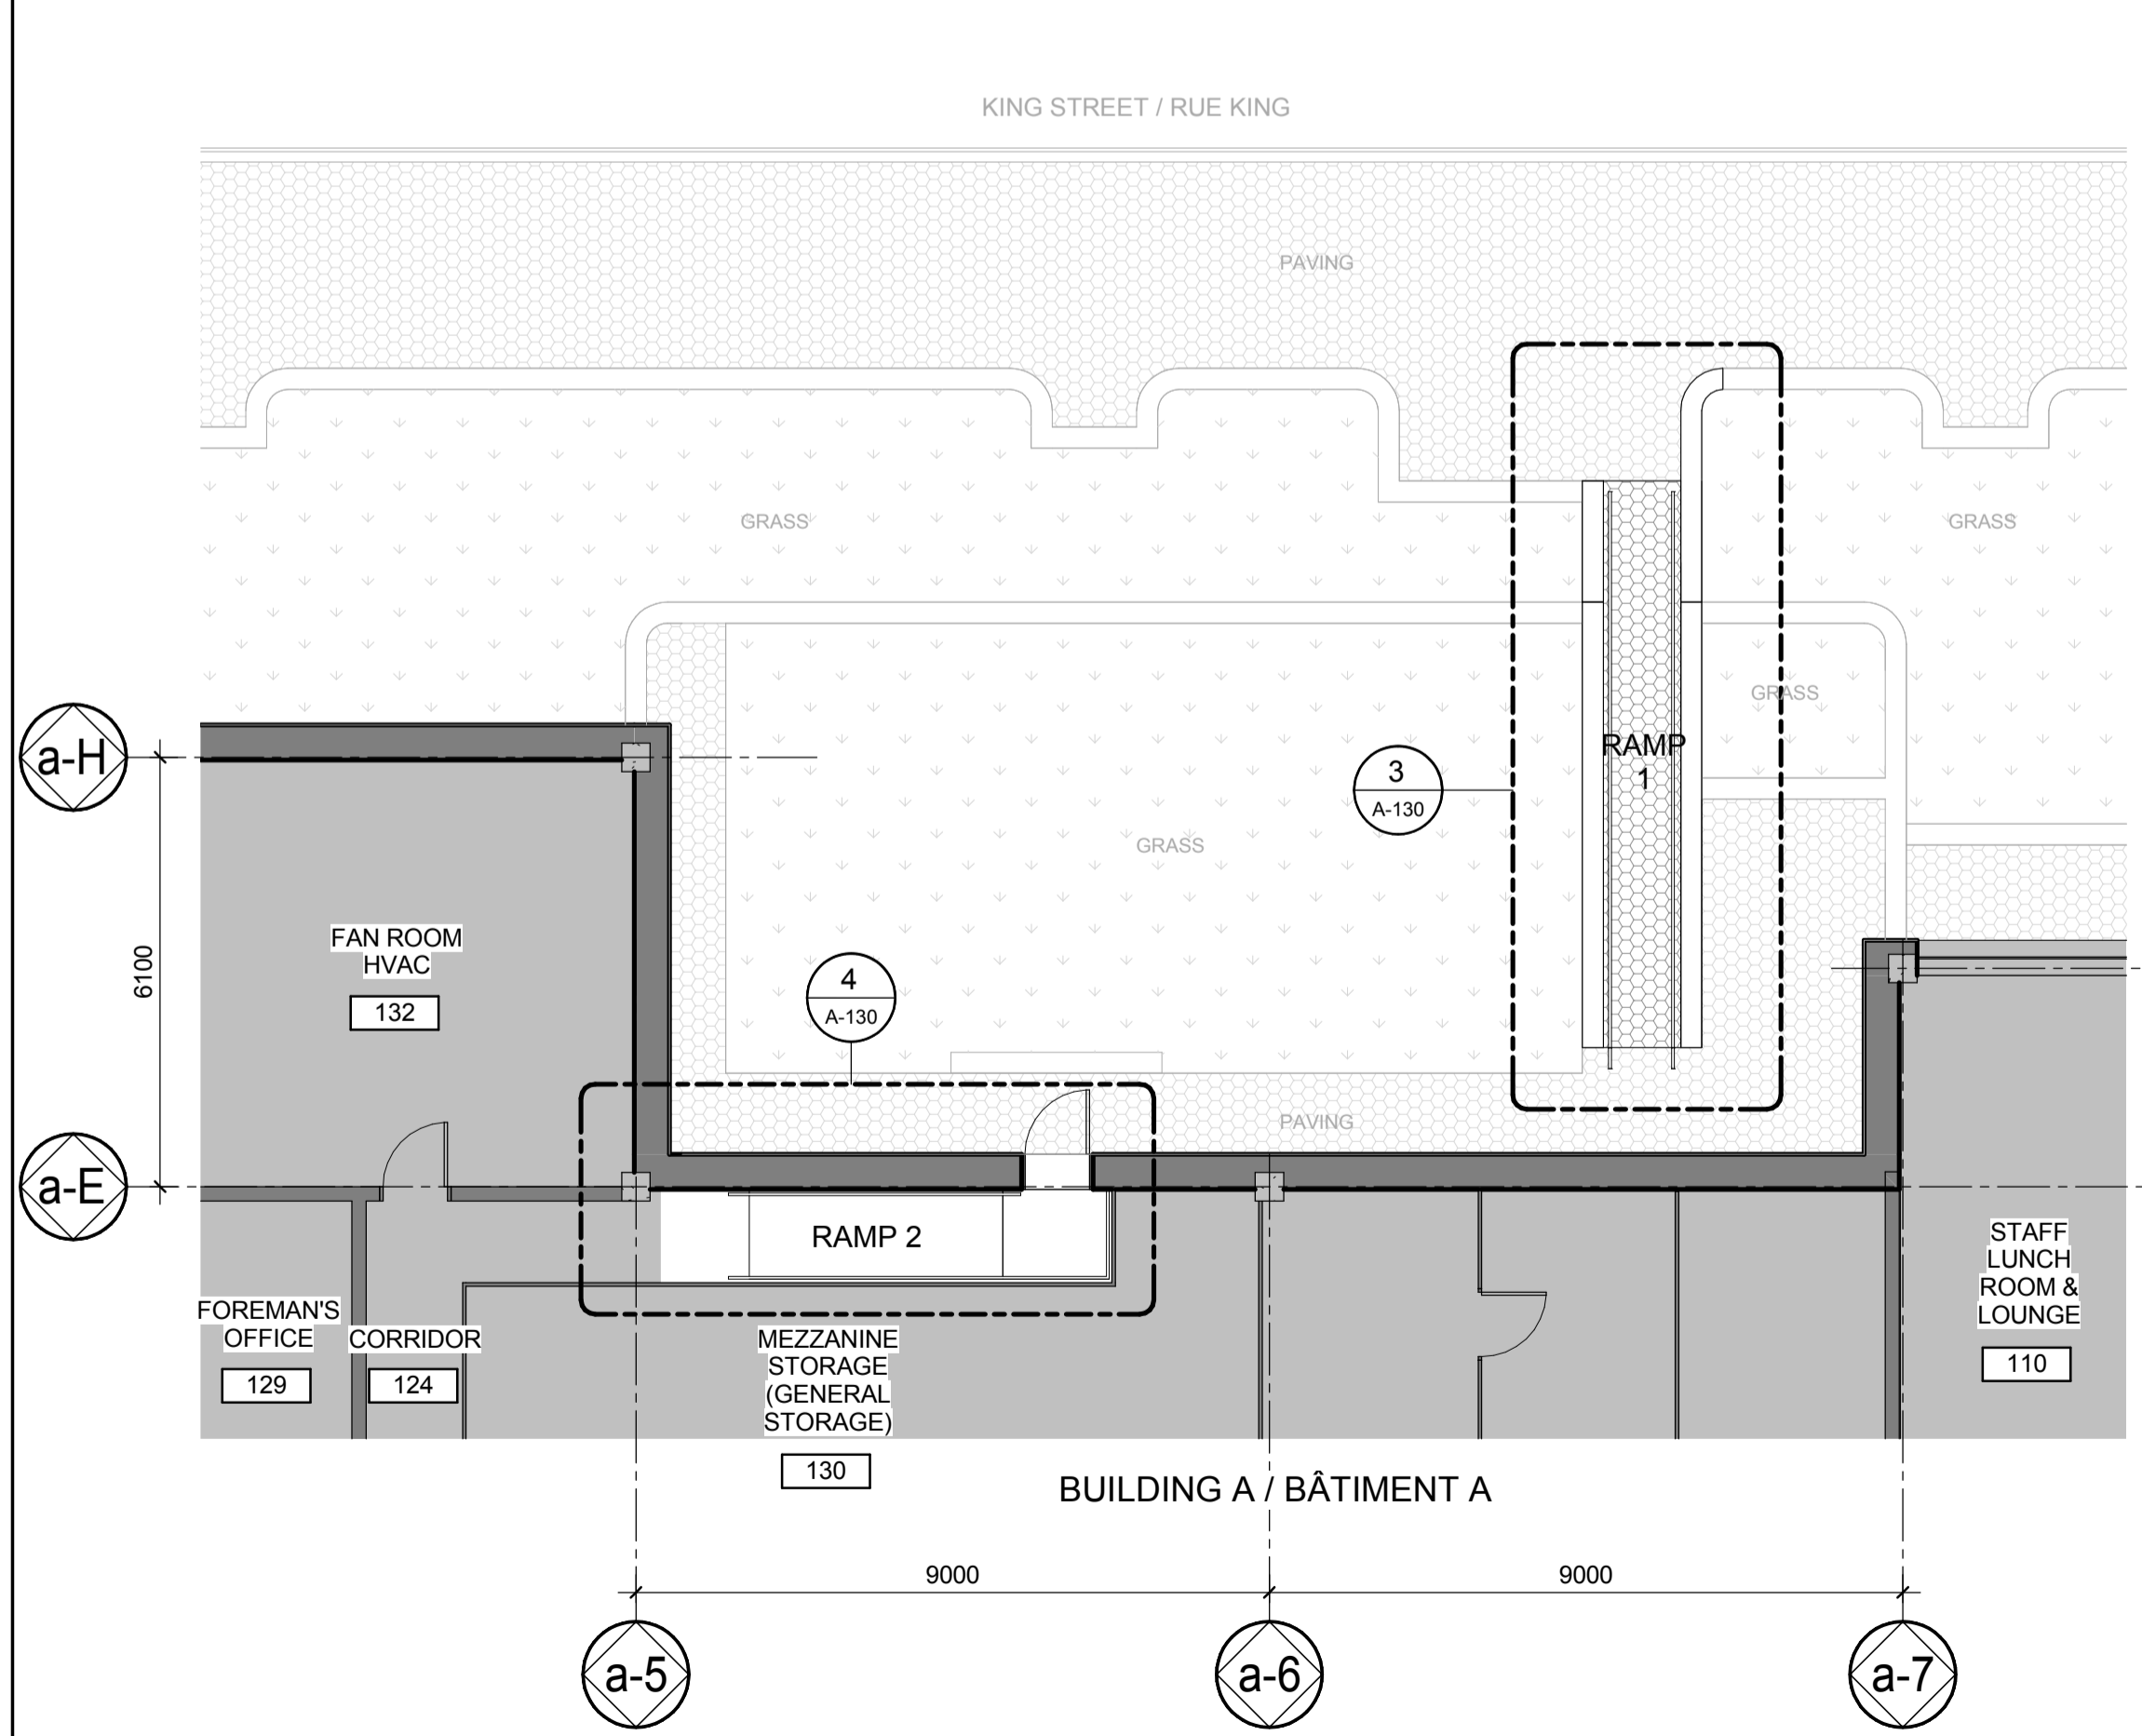 KING STREET / RUE KING
PAVING
GRASS
GRASS
GRASS
a-H
RAMP
1
3
A-130
GRASS
FAN ROOM
HVAC
132
6100
4
A-130
PAVING
a-E
RAMP 2
STAFF
LUNCH
ROOM &
LOUNGE
110
FOREMAN'S
OFFICE
129
CORRIDOR
124
MEZZANINE
STORAGE
(GENERAL
STORAGE)
130
BUILDING A / BÂTIMENT A
9000
9000
a-5
a-6
a-7